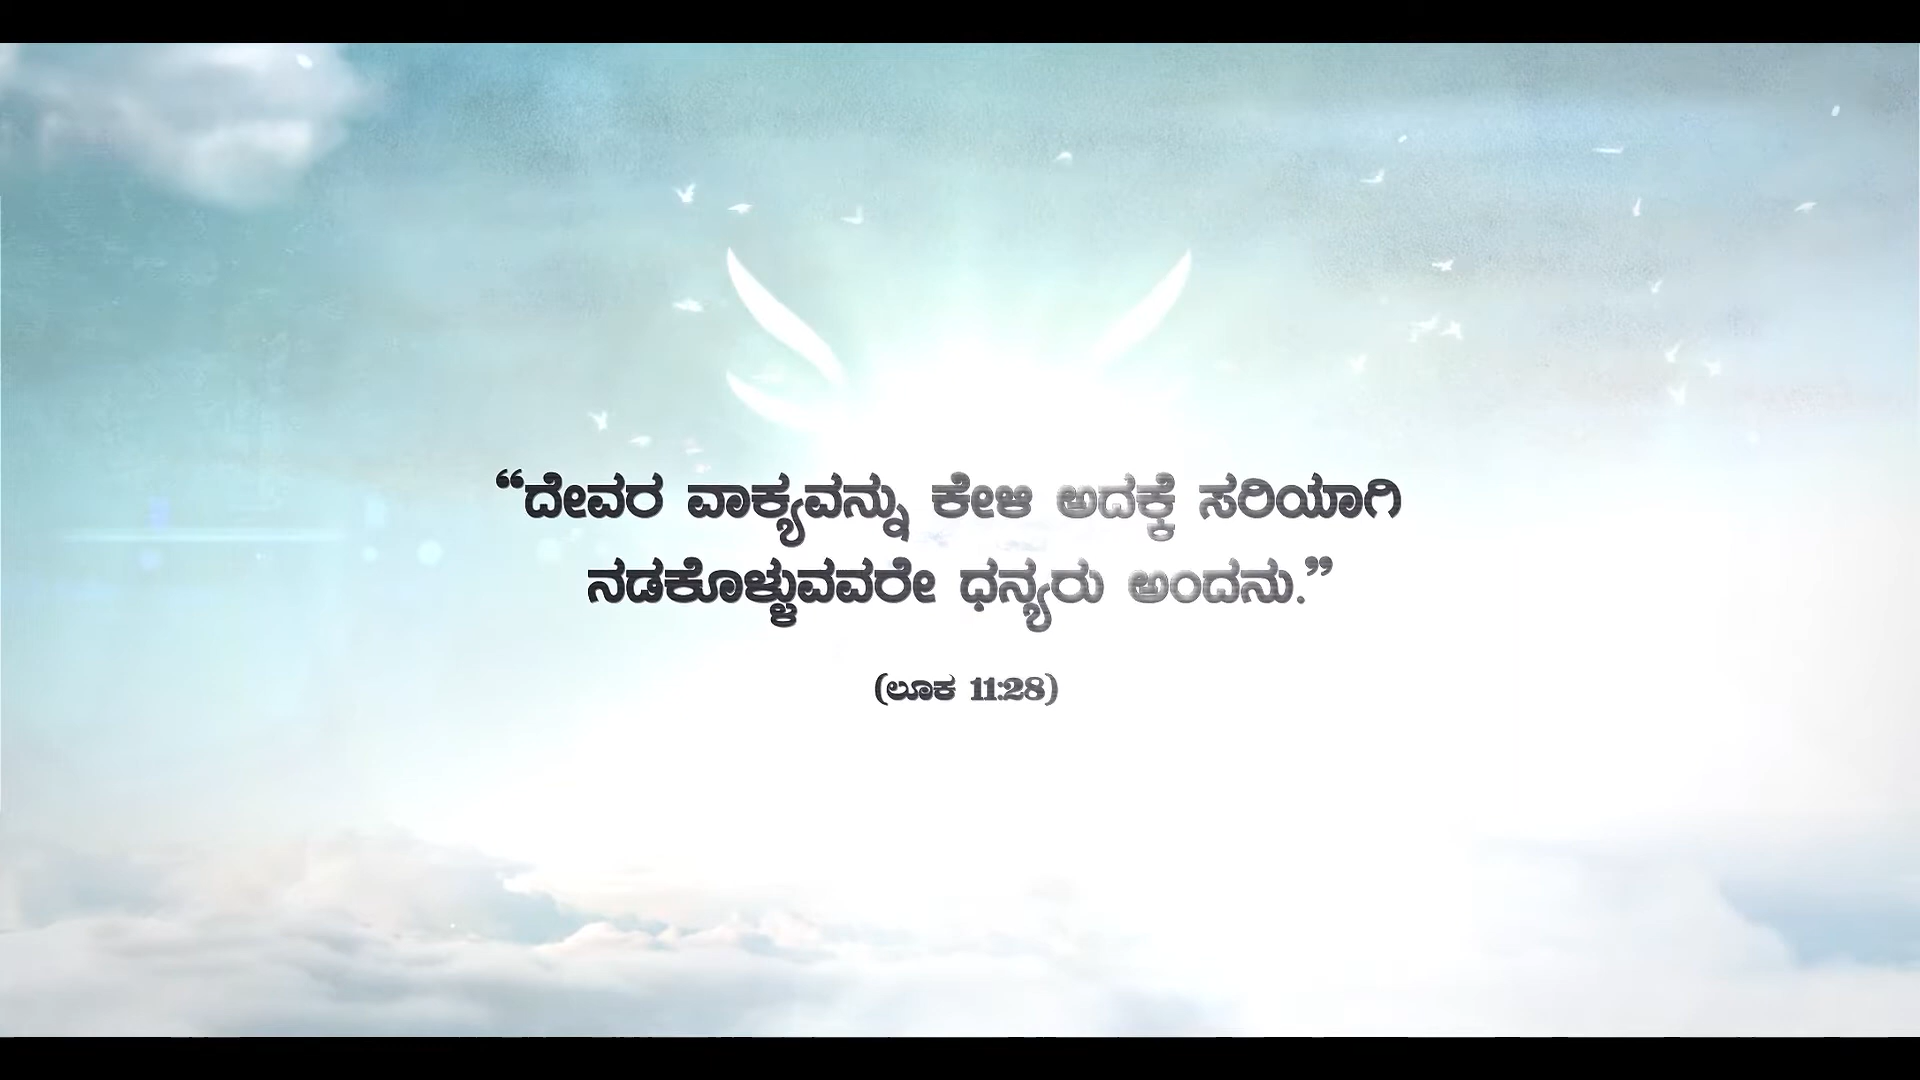 “ದೇವರ ವಾಕ್ಯವನ್ನು ಕೇಳಿ ಅದಕ್ಕೆ ಸರಿಯಾಗಿ
ನಡಕೊಳ್ಳುವವರೇ ಧನ್ಯರು ಅಂದನು.”
(ಲೂಕ 11:28)